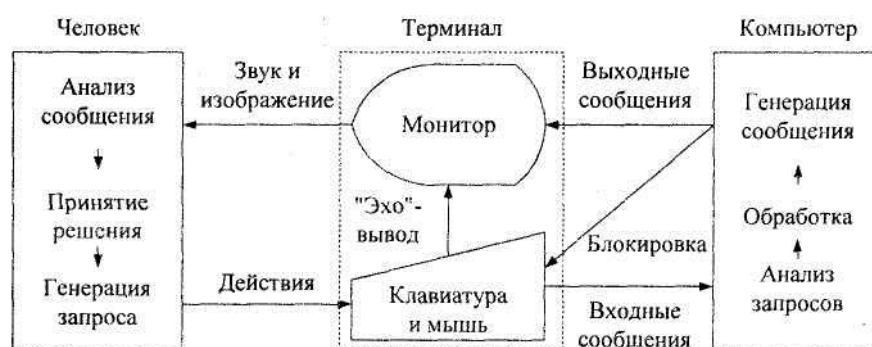 Человек
Терминал
Компьютер
Анализ
сообщения
Принятие
решения
Генерация
запроса
Звук и
изображение
Действия
Монитор
"Эхо"-
вывод
Клавиатура
и мышь
Выходные
сообщения
Блокировка
Входные
сообщения
Генерация
сообщения
Обработка
Анализ
запросов